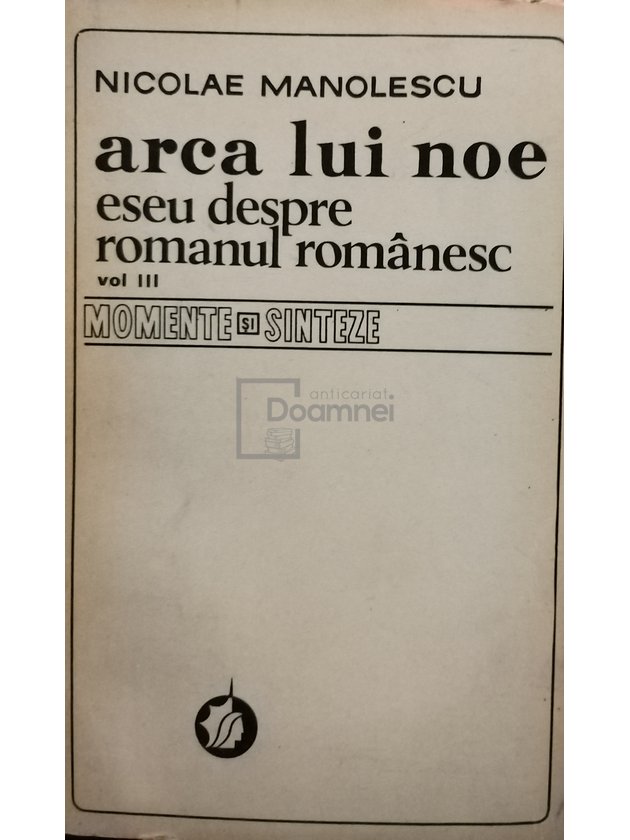 NICOLAE MANOLESCU
arca lui noe
eseu despre
romanul românesc
vol III
MOMENTE ȘI SINTEZE
anticariat
Doamnei